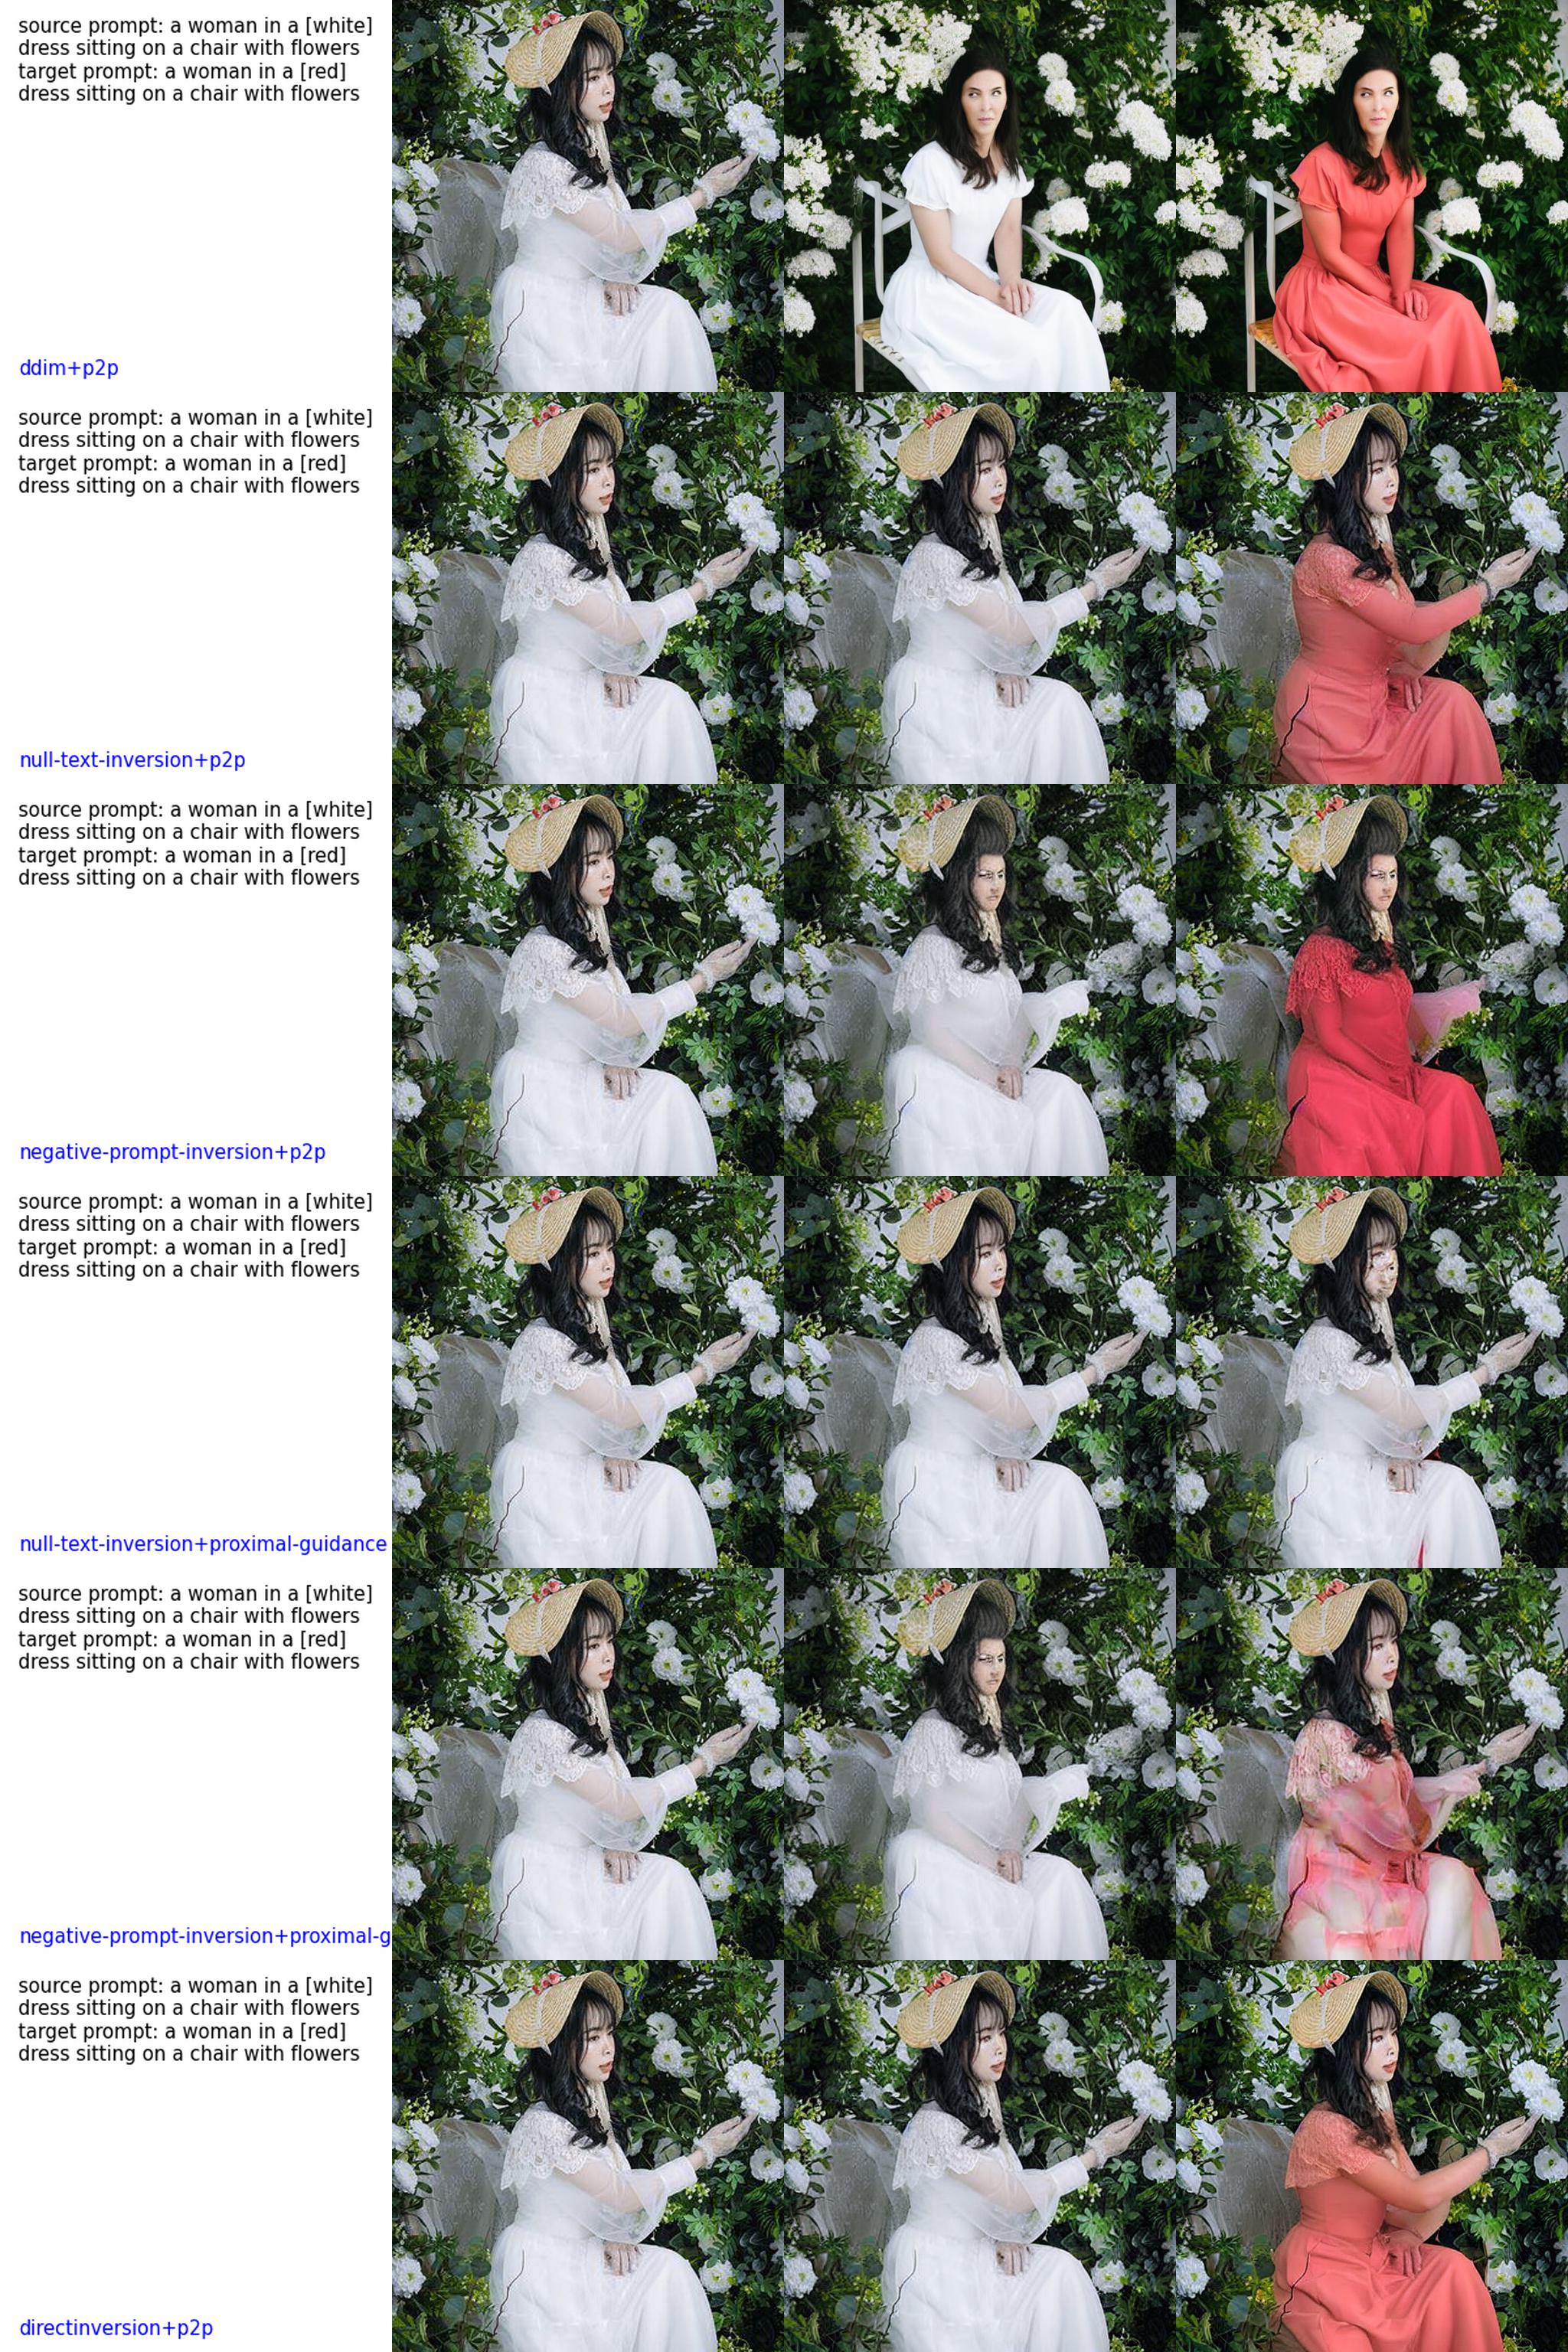 source prompt: a woman in a [white]
dress sitting on a chair with flowers
target prompt: a woman in a [red]
dress sitting on a chair with flowers
ddim+p2p
source prompt: a woman in a [white]
dress sitting on a chair with flowers
target prompt: a woman in a [red]
dress sitting on a chair with flowers
null-text-inversion+p2p
source prompt: a woman in a [white]
dress sitting on a chair with flowers
target prompt: a woman in a [red]
dress sitting on a chair with flowers
negative-prompt-inversion+p2p
source prompt: a woman in a [white]
dress sitting on a chair with flowers
target prompt: a woman in a [red]
dress sitting on a chair with flowers
null-text-inversion+proximal-guidance
source prompt: a woman in a [white]
dress sitting on a chair with flowers
target prompt: a woman in a [red]
dress sitting on a chair with flowers
negative-prompt-inversion+proximal-g
source prompt: a woman in a [white]
dress sitting on a chair with flowers
target prompt: a woman in a [red]
dress sitting on a chair with flowers
directinversion+p2p